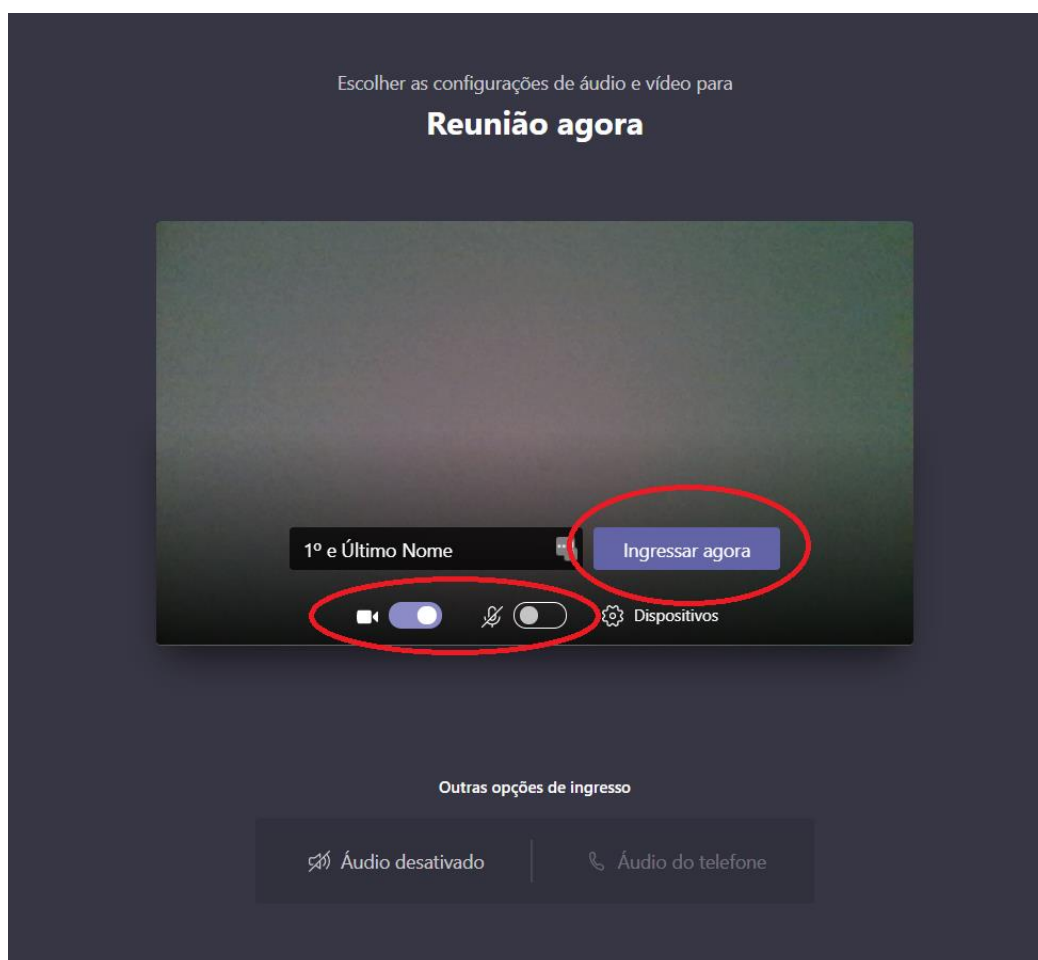 Escolher as configurações de áudio e vídeo para
Reunião agora
1º e Último Nome
Ingressar agora
Dispositivos
Outras opções de ingresso
Áudio desativado
Áudio do telefone